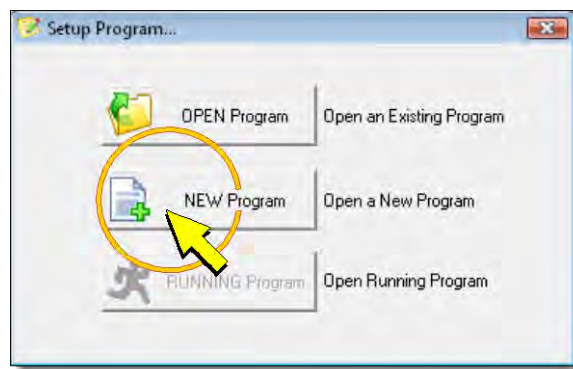 Setup Program...
OPEN Program Open an Existing Program
NEW Program Open a New Program
RUNNING Program Open Running Program